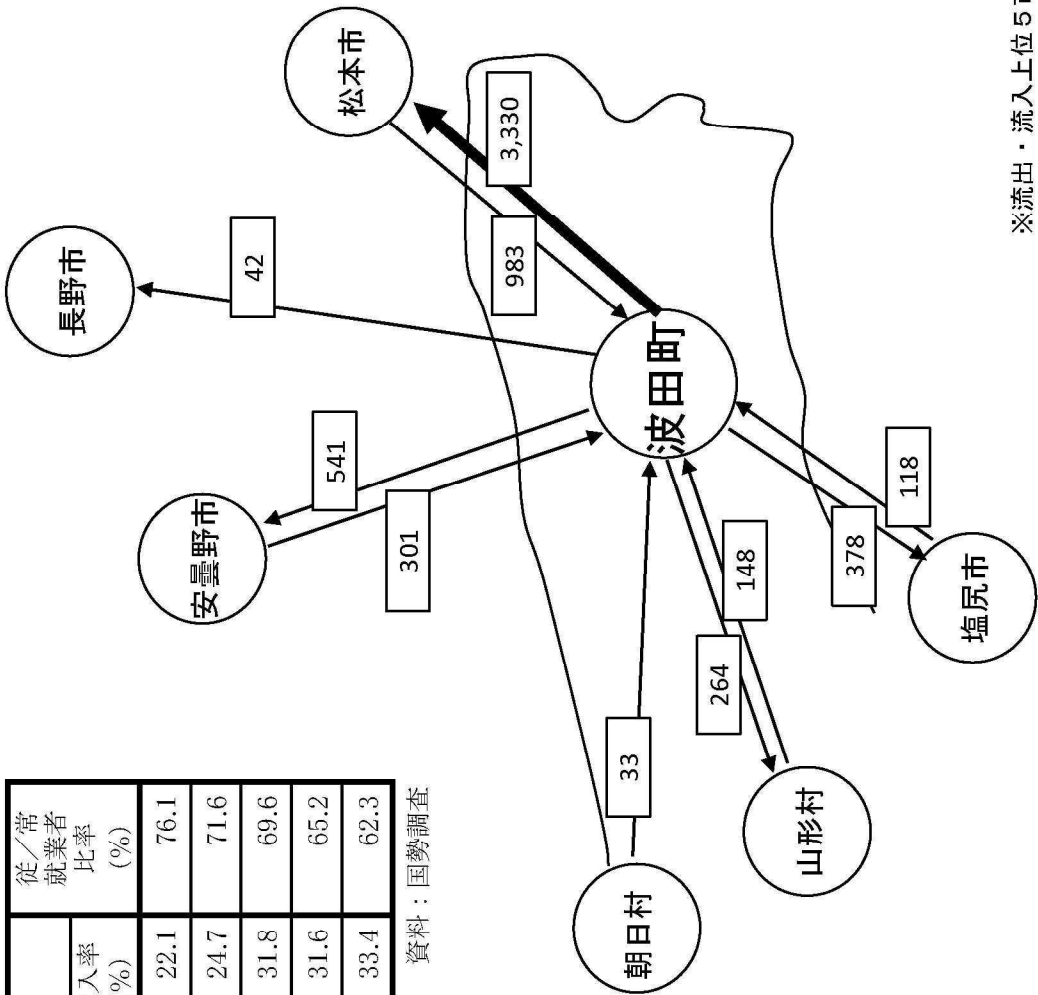 従／常
就業者
比率
(%)
入率
%)
22.1 76.1
24.7 71.6
31.8 69.6
31.6 65.2
33.4 62.3
資料：国勢調査
長野市
安曇野市
松本市
42
541
301
3,330
983
33
朝日村
波田町
264
148
山形村
378
118
塩尻市
※流出・流入上位5